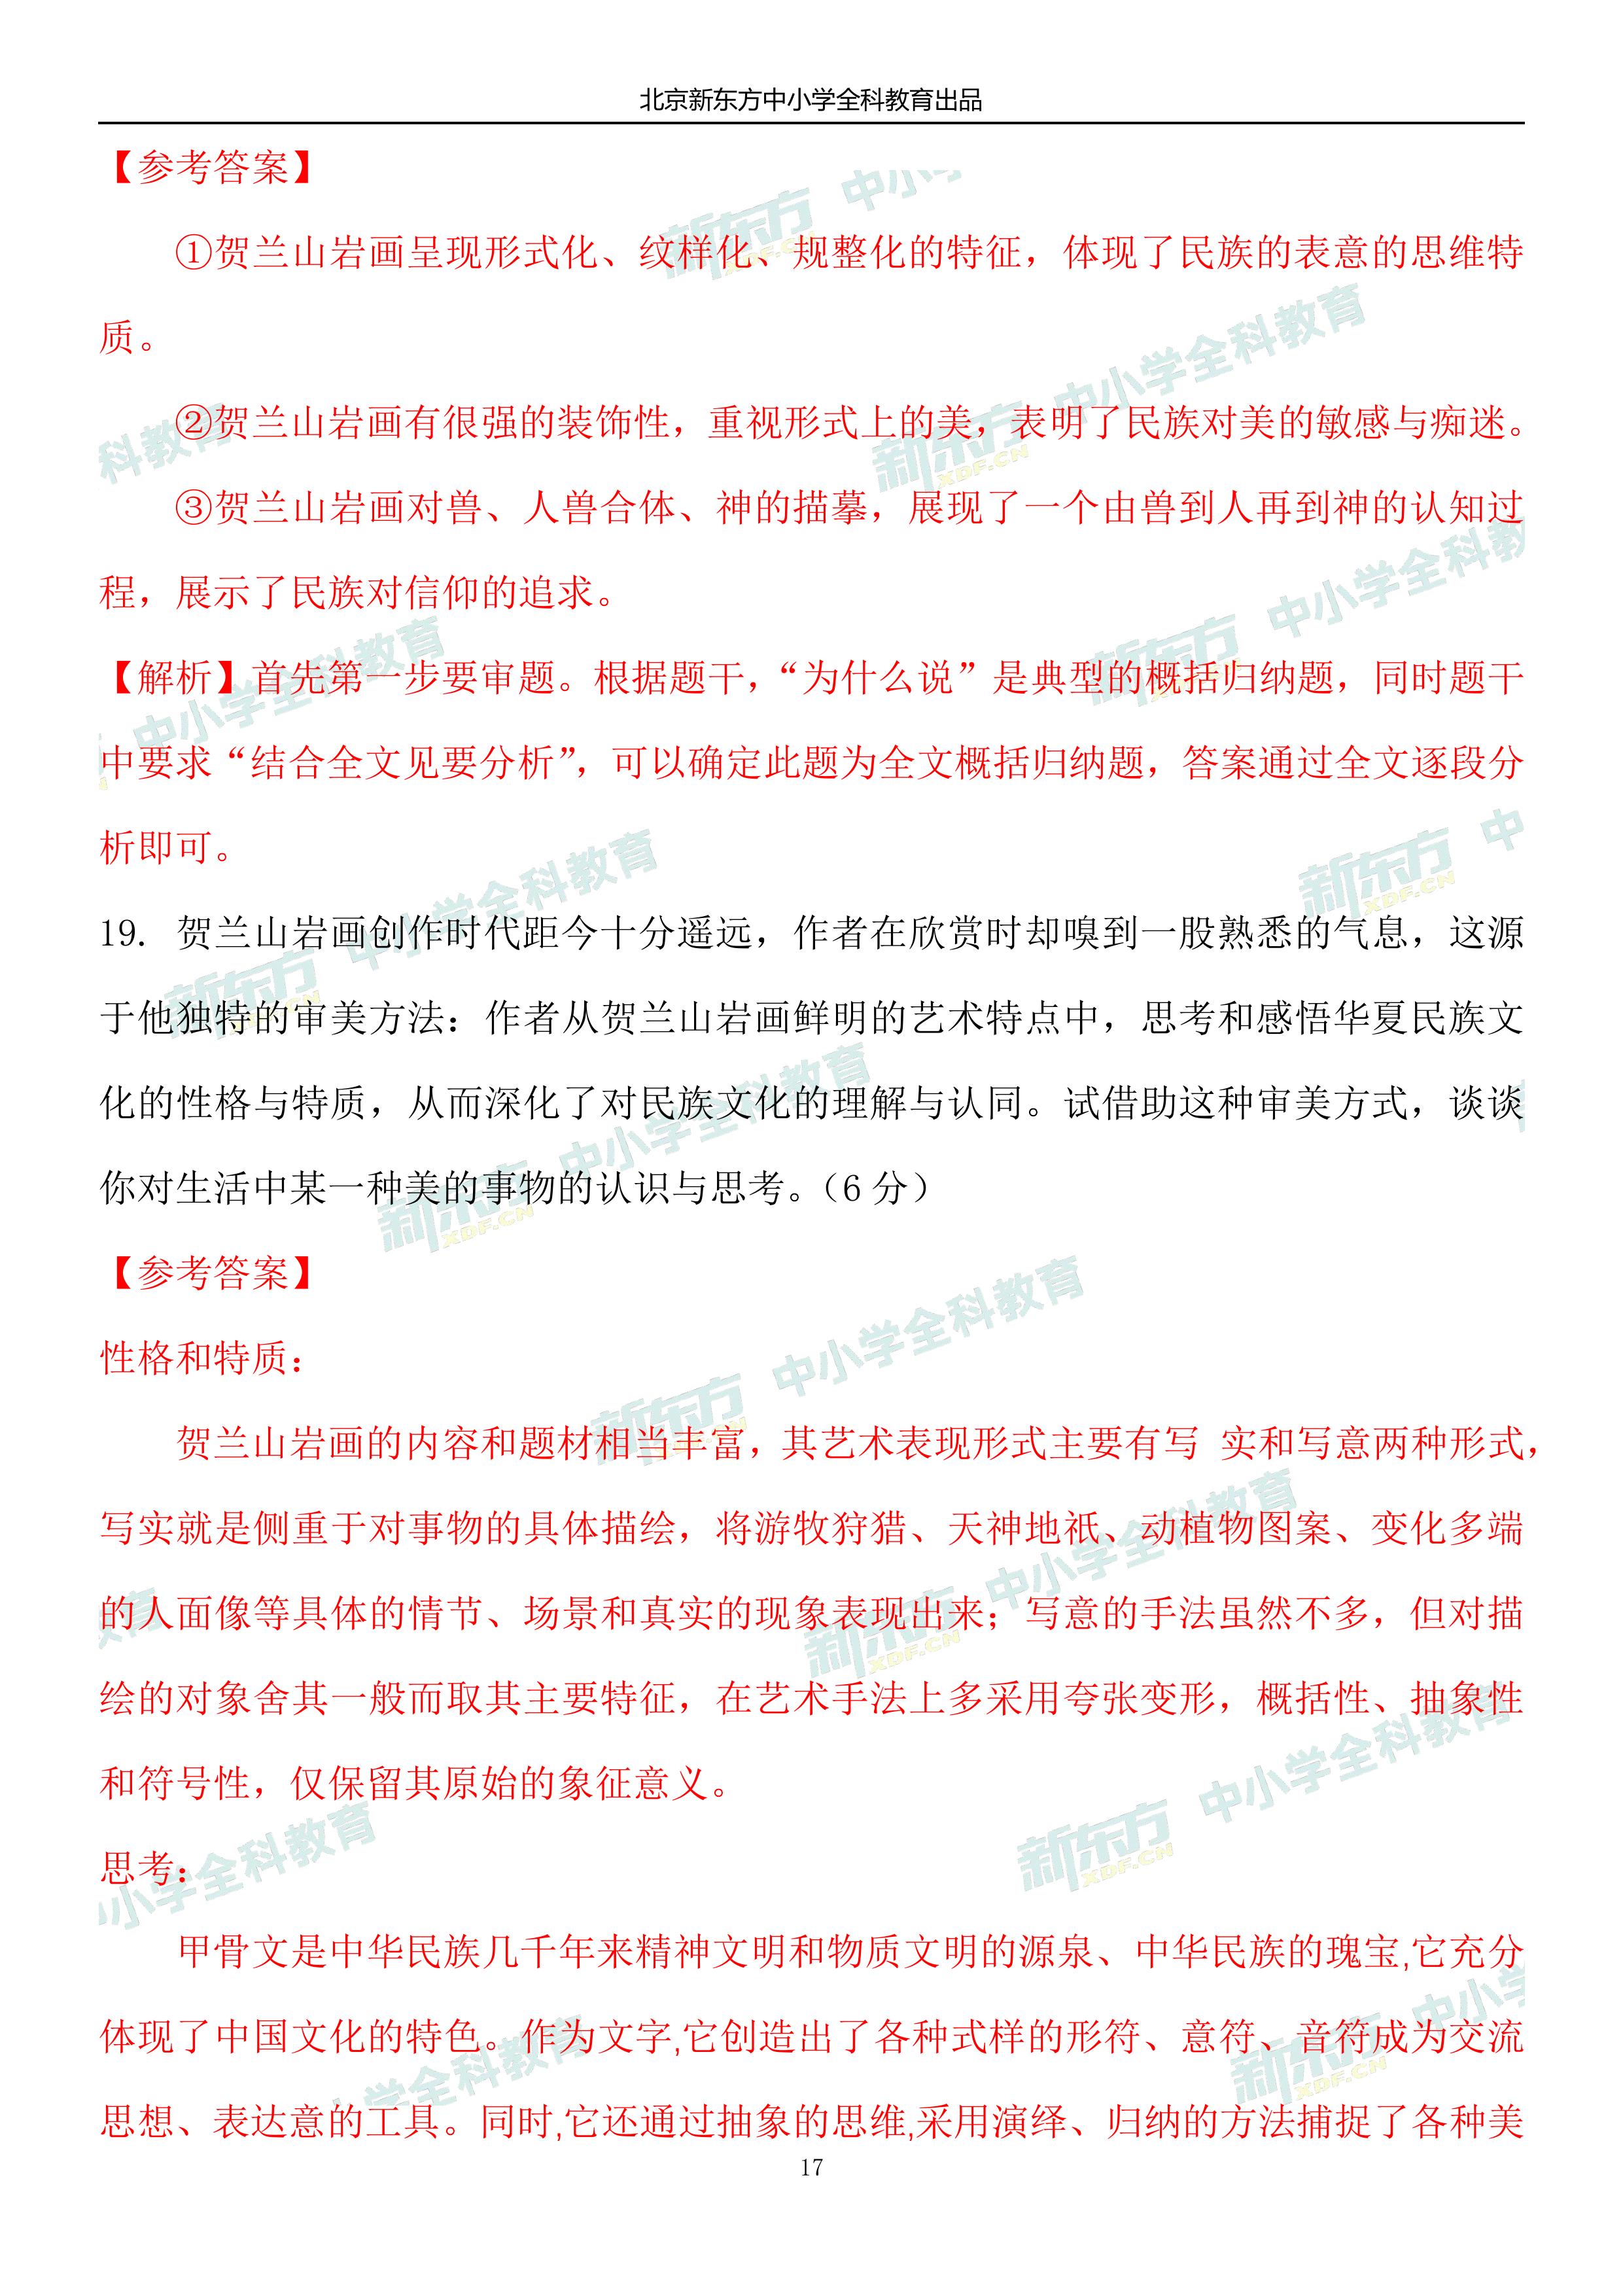 北京新东方中小学全科教育出品
【参考答案】
①贺兰山岩画呈现形式化、纹样化、规整化的特征，体现了民族的表意的思维特
质。
②贺兰山岩画有很强的装饰性，重视形式上的美，表明了民族对美的敏感与痴迷。
③贺兰山岩画对兽、人兽合体、神的描摹，展现了一个由兽到人再到神的认知过
程，展示了民族对信仰的追求。
【解析】首先第一步要审题。根据题干，“为什么说”是典型的概括归纳题，同时题干
中要求“结合全文见要分析”，可以确定此题为全文概括归纳题，答案通过全文逐段分
析即可。
19. 贺兰山岩画创作时代距今十分遥远，作者在欣赏时却嗅到一股熟悉的气息，这源
于他独特的审美方法：作者从贺兰山岩画鲜明的艺术特点中，思考和感悟华夏民族文
化的性格与特质，从而深化了对民族文化的理解与认同。试借助这种审美方式，谈谈
你对生活中某一种美的事物的认识与思考。（6 分）
【参考答案】
性格和特质：
贺兰山岩画的内容和题材相当丰富，其艺术表现形式主要有写 实和写意两种形式，
写实就是侧重于对事物的具体描绘，将游牧狩猎、天神地祇、动植物图案、变化多端
的人面像等具体的情节、场景和真实的现象表现出来；写意的手法虽然不多，但对描
绘的对象舍其一般而取其主要特征，在艺术手法上多采用夸张变形，概括性、抽象性
和符号性，仅保留其原始的象征意义。
思考：
甲骨文是中华民族几千年来精神文明和物质文明的源泉、中华民族的瑰宝,它充分
体现了中国文化的特色。作为文字,它创造出了各种式样的形符、意符、音符成为交流
思想、表达意的工具。同时,它还通过抽象的思维,采用演绎、归纳的方法捕捉了各种美
17